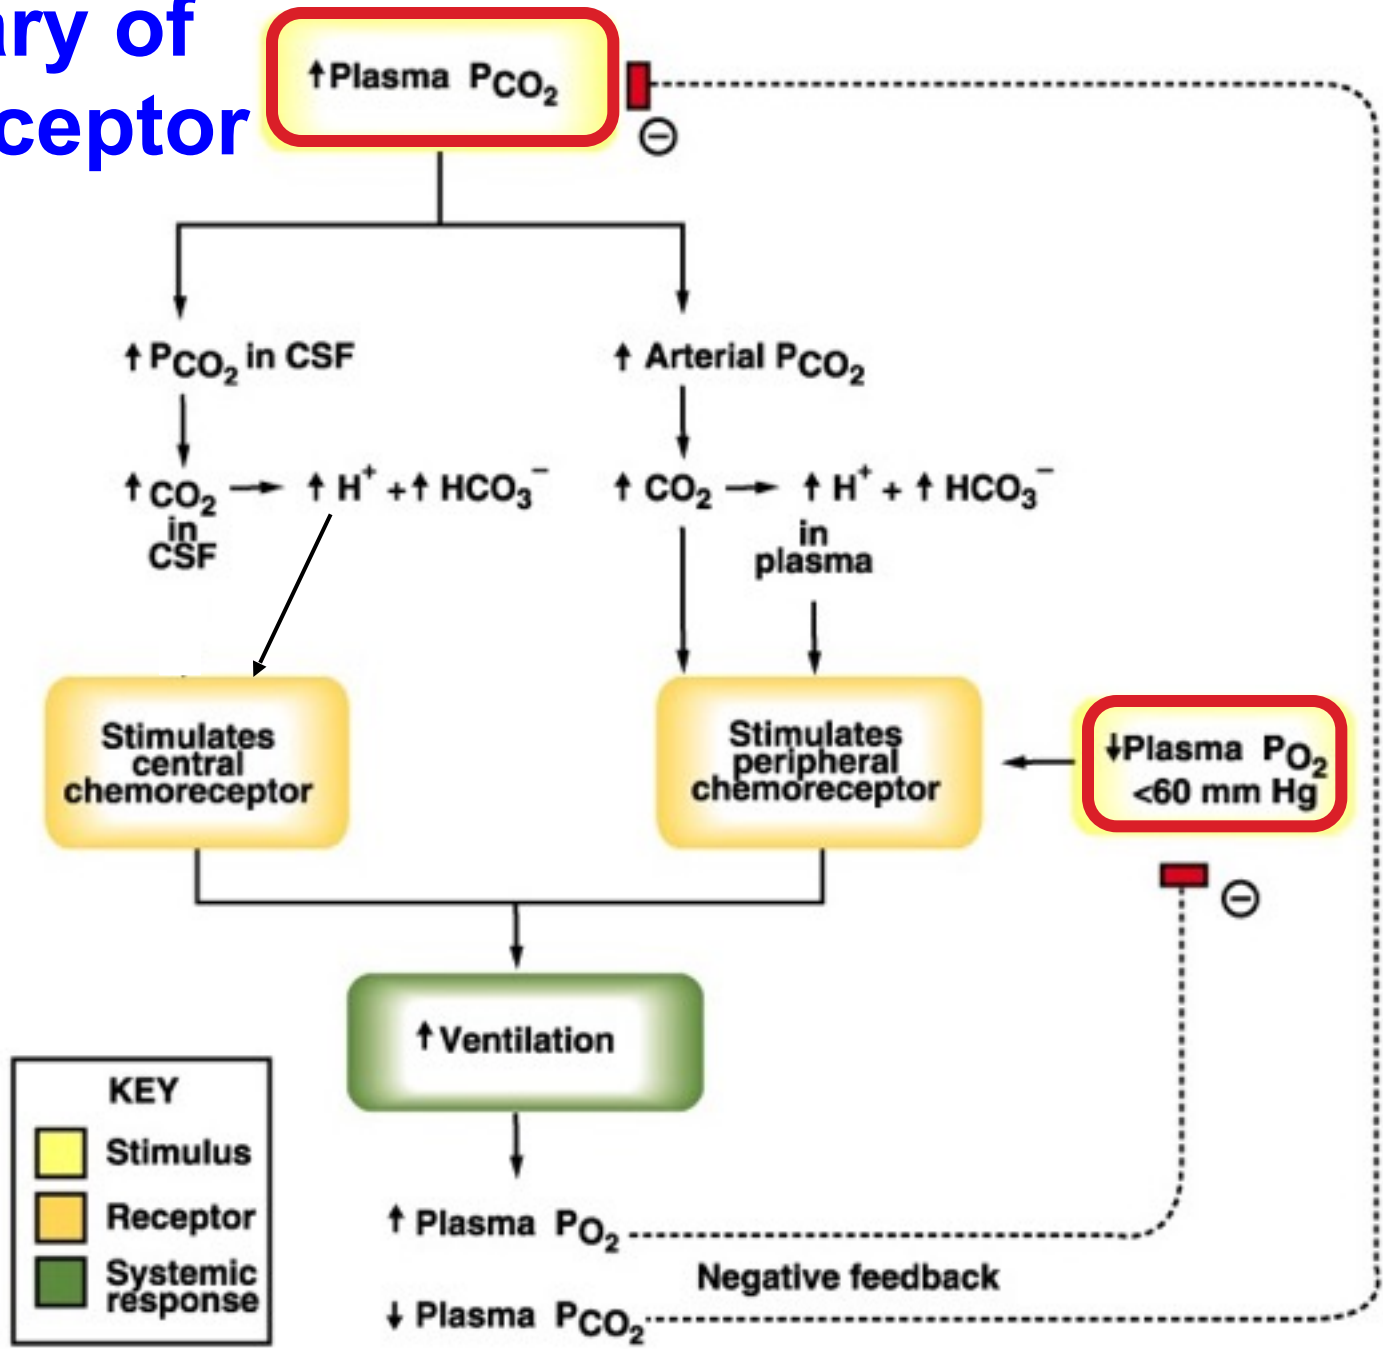 ary of
ceptor
↑Plasma PCO₂
⊖
↑ PCO₂ in CSF
↑ Arterial PCO₂
↑ CO₂ → ↑ H⁺ + ↑ HCO₃⁻
in
CSF
↑ CO₂ → ↑ H⁺ + ↑ HCO₃⁻
in
plasma
Stimulates
central
chemoreceptor
Stimulates
peripheral
chemoreceptor
↓Plasma PO₂
<60 mm Hg
⊖
↑ Ventilation
KEY
Stimulus
Receptor
Systemic
response
↑ Plasma PO₂
Negative feedback
↓ Plasma PCO₂